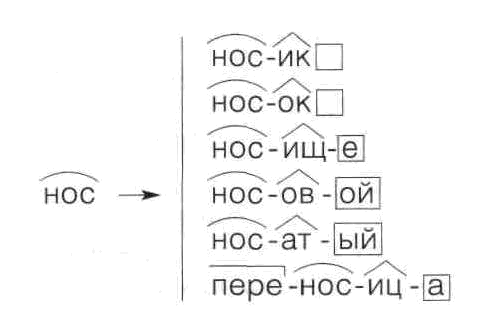 нос-ик
нос-ок
нос-ищ-е
нос → нос-ов-ой
нос-ат-ый
пере-нос-иц-а